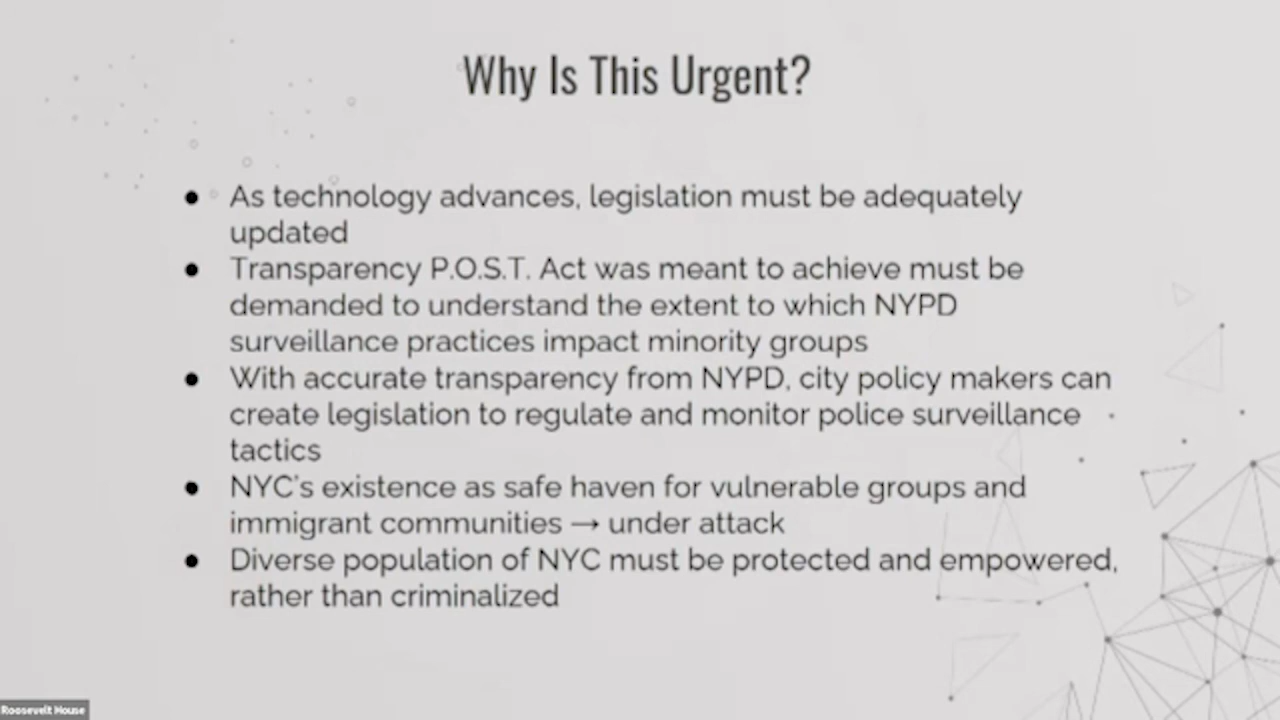 Why Is This Urgent?
● As technology advances, legislation must be adequately
updated
● Transparency P.O.S.T. Act was meant to achieve must be
demanded to understand the extent to which NYPD
surveillance practices impact minority groups
● With accurate transparency from NYPD, city policy makers can
create legislation to regulate and monitor police surveillance
tactics
● NYC's existence as safe haven for vulnerable groups and
immigrant communities → under attack
● Diverse population of NYC must be protected and empowered,
rather than criminalized
Roosevelt House